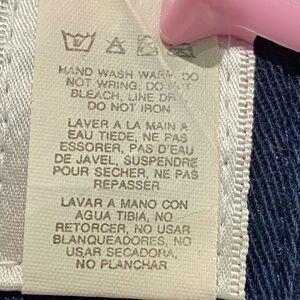 HAND WASH WARM, DO
NOT WRING, DO NOT
BLEACH, LINE DRY
DO NOT IRON
LAVER A LA MAIN A
EAU TIEDE, NE PAS
ESSORER, PAS D'EAU
DE JAVEL, SUSPENDRE
POUR SECHER, NE PAS
REPASSER
LAVAR A MANO CON
AGUA TIBIA, NO
RETORCER, NO USAR
BLANQUEADORES, NO
USAR SECADORA,
NO PLANCHAR